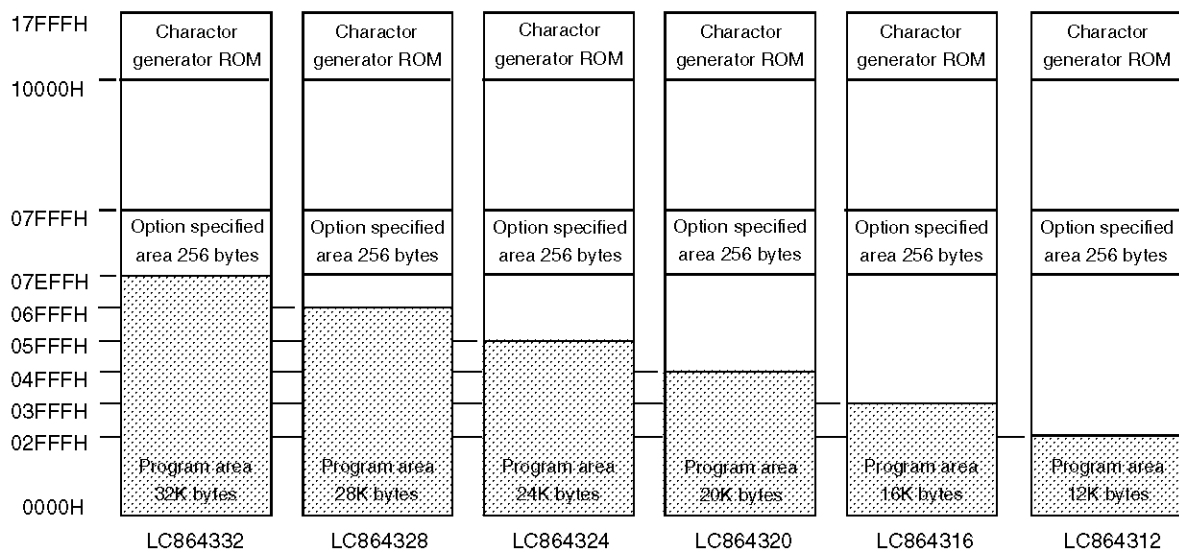 17FFFH
Charactor generator ROM
Charactor generator ROM
Charactor generator ROM
Charactor generator ROM
Charactor generator ROM
Charactor generator ROM
10000H
07FFFH
Option specified area 256 bytes
Option specified area 256 bytes
Option specified area 256 bytes
Option specified area 256 bytes
Option specified area 256 bytes
Option specified area 256 bytes
07EFFH
06FFFH
05FFFH
04FFFH
03FFFH
02FFFH
Program area 32K bytes
Program area 28K bytes
Program area 24K bytes
Program area 20K bytes
Program area 16K bytes
Program area 12K bytes
0000H
LC864332
LC864328
LC864324
LC864320
LC864316
LC864312